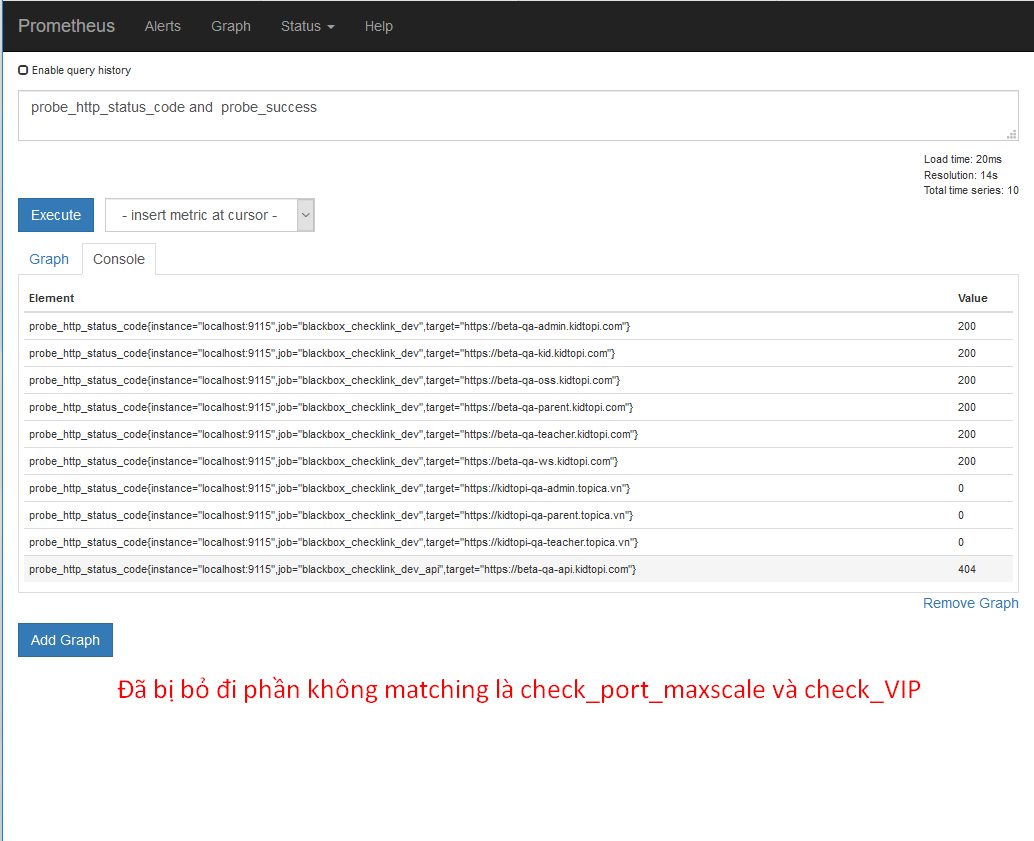 Prometheus Alerts Graph Status Help
Enable query history
probe_http_status_code and  probe_success
Load time: 20ms
Resolution: 14s
Total time series: 10
Execute - insert metric at cursor -
Graph Console
Element Value
probe_http_status_code{instance="localhost:9115",job="blackbox_checklink_dev",target="https://beta-qa-admin.kidtopi.com"} 200
probe_http_status_code{instance="localhost:9115",job="blackbox_checklink_dev",target="https://beta-qa-kid.kidtopi.com"} 200
probe_http_status_code{instance="localhost:9115",job="blackbox_checklink_dev",target="https://beta-qa-oss.kidtopi.com"} 200
probe_http_status_code{instance="localhost:9115",job="blackbox_checklink_dev",target="https://beta-qa-parent.kidtopi.com"} 200
probe_http_status_code{instance="localhost:9115",job="blackbox_checklink_dev",target="https://beta-qa-teacher.kidtopi.com"} 200
probe_http_status_code{instance="localhost:9115",job="blackbox_checklink_dev",target="https://beta-qa-ws.kidtopi.com"} 200
probe_http_status_code{instance="localhost:9115",job="blackbox_checklink_dev",target="https://kidtopi-qa-admin.topica.vn"} 0
probe_http_status_code{instance="localhost:9115",job="blackbox_checklink_dev",target="https://kidtopi-qa-parent.topica.vn"} 0
probe_http_status_code{instance="localhost:9115",job="blackbox_checklink_dev",target="https://kidtopi-qa-teacher.topica.vn"} 0
probe_http_status_code{instance="localhost:9115",job="blackbox_checklink_dev_api",target="https://beta-qa-api.kidtopi.com"} 404
Remove Graph
Add Graph
Đã bị bỏ đi phần không matching là check_port_maxscale và check_VIP